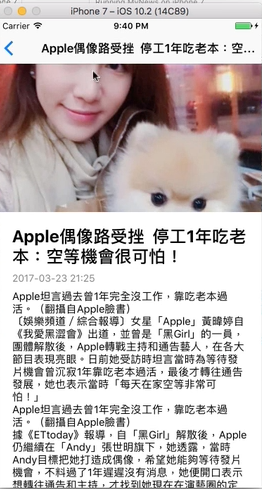 iPhone 7 – iOS 10.2 (14C89)
Carrier
9:40 PM
Apple偶像路受挫 停工1年吃老本：空…
Apple偶像路受挫 停工1年吃老
本：空等機會很可怕！
2017-03-23 21:25
Apple坦言過去曾1年完全沒工作，靠吃老本過
活。（翻攝自Apple臉書）
〔娛樂頻道／綜合報導〕女星「Apple」黃暐婷自
《我愛黑澀會》出道，並曾是「黑Girl」的一員，
團體解散後，Apple轉戰主持和通告藝人，在各大
節目表現亮眼。日前她受訪時坦言當時為等待發
片機會曾沉寂1年靠吃老本過活，最後才轉往通告
發展，她也表示當時「每天在家空等非常可
怕！」
Apple坦言過去曾1年完全沒工作，靠吃老本過
活。（翻攝自Apple臉書）
據《ETtoday》報導，自「黑Girl」解散後，Apple
仍繼續在「Andy」張世明旗下，她透露，當時
Andy目標把她打造成偶像，希望她能夠等待發片
機會，不料過了1年遲遲沒有消息，她便開口表示
想轉往通告和主持，才找到她現在在演藝圈的定